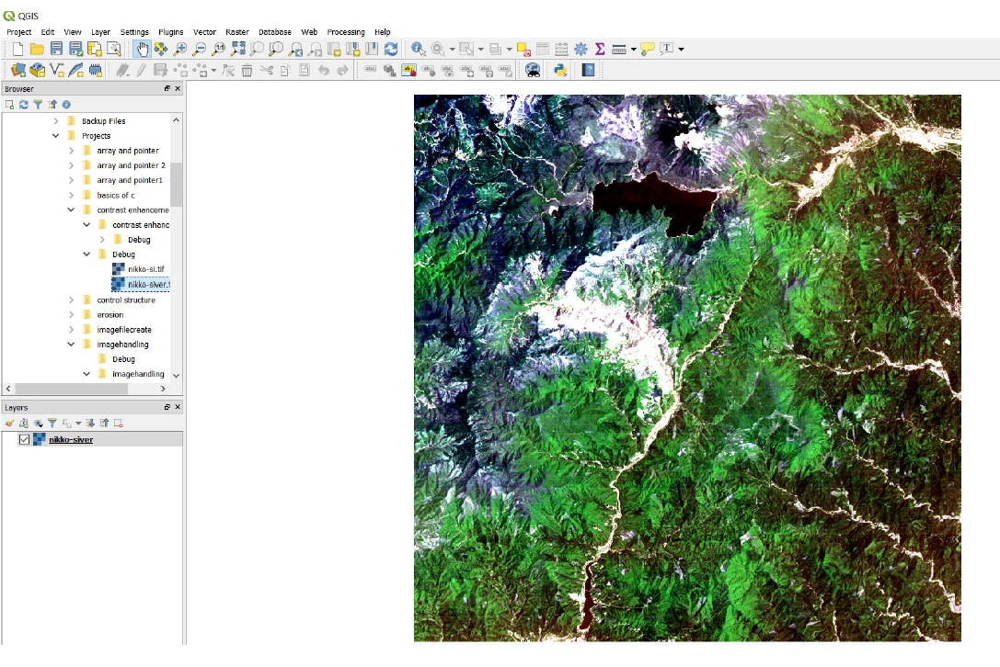 QGIS
Project Edit View Layer Settings Plugins Vector Raster Database Web Processing Help
Browser
Backup Files
Projects
array and pointer
array and pointer 2
array and pointer1
basics of c
contrast enhanceme
contrast enhanc
Debug
Debug
nikko-si.tif
nikko-siver.t
control structure
erosion
imagefilecreate
imagehandling
Debug
imagehandling
Layers
nikko-siver